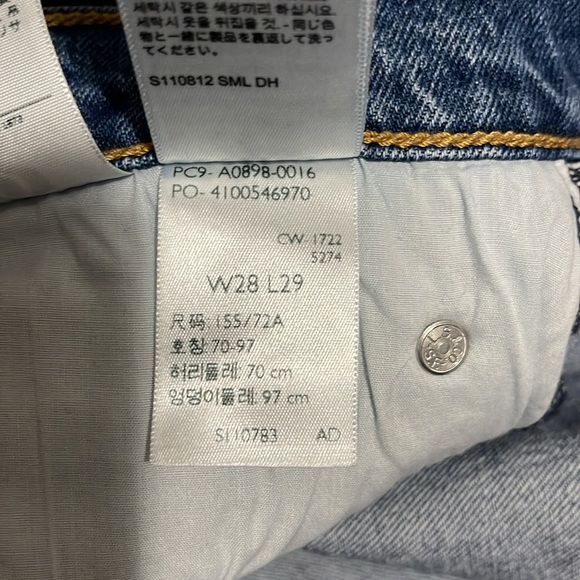 세탁시 같은 색상끼리 하십시오.
세탁시 옷을 뒤집을 것. - 同じ色
物と一緒に製品を裏返して洗っ
てください。
S110812 SML DH
PC9- A0898-0016
PO- 4100546970
CW- 1722
5274
W28 L29
尺码: 155/72A
호칭: 70-97
허리둘레: 70 cm
엉덩이둘레: 97 cm
S110783 AD